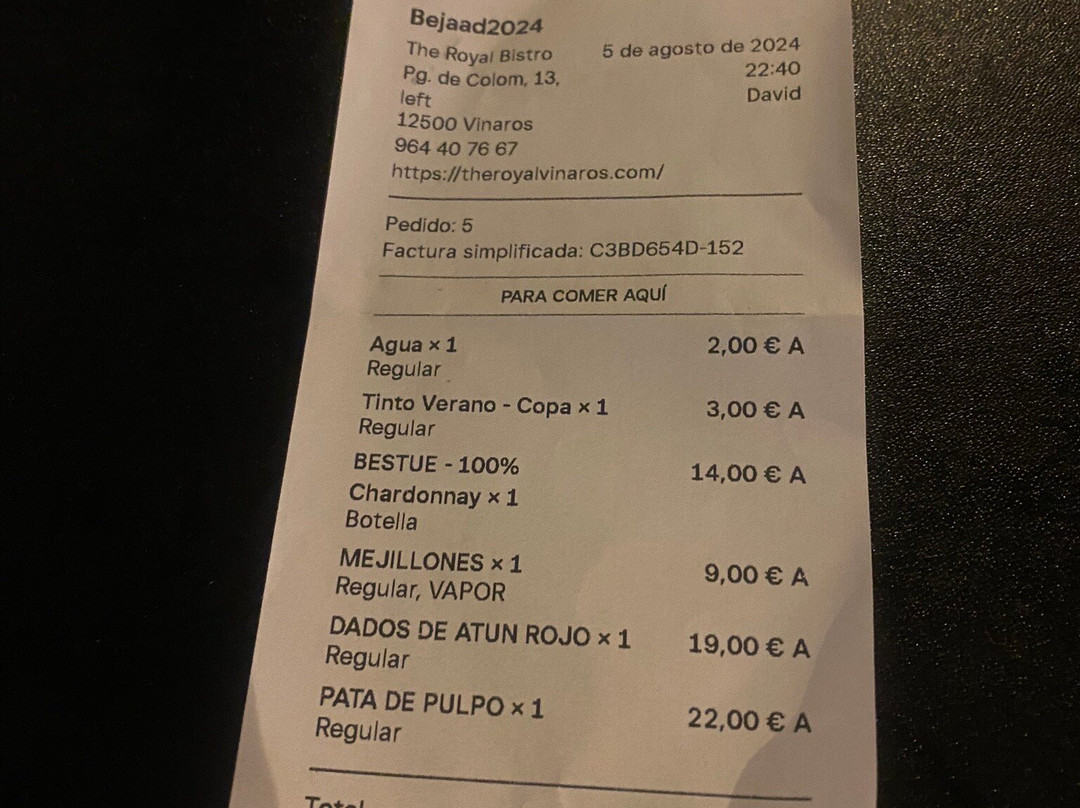 Bejaad2024
The Royal Bistro
Pg. de Colom, 13,
left
12500 Vinaros
964 40 76 67
https://theroyalvinaros.com/
5 de agosto de 2024
22:40
David
Pedido: 5
Factura simplificada: C3BD654D-152
PARA COMER AQUÍ
Agua × 1 2,00 € A
Regular
Tinto Verano - Copa × 1 3,00 € A
Regular
BESTUE - 100% 14,00 € A
Chardonnay × 1
Botella
MEJILLONES × 1 9,00 € A
Regular, VAPOR
DADOS DE ATUN ROJO × 1 19,00 € A
Regular
PATA DE PULPO × 1 22,00 € A
Regular
Total